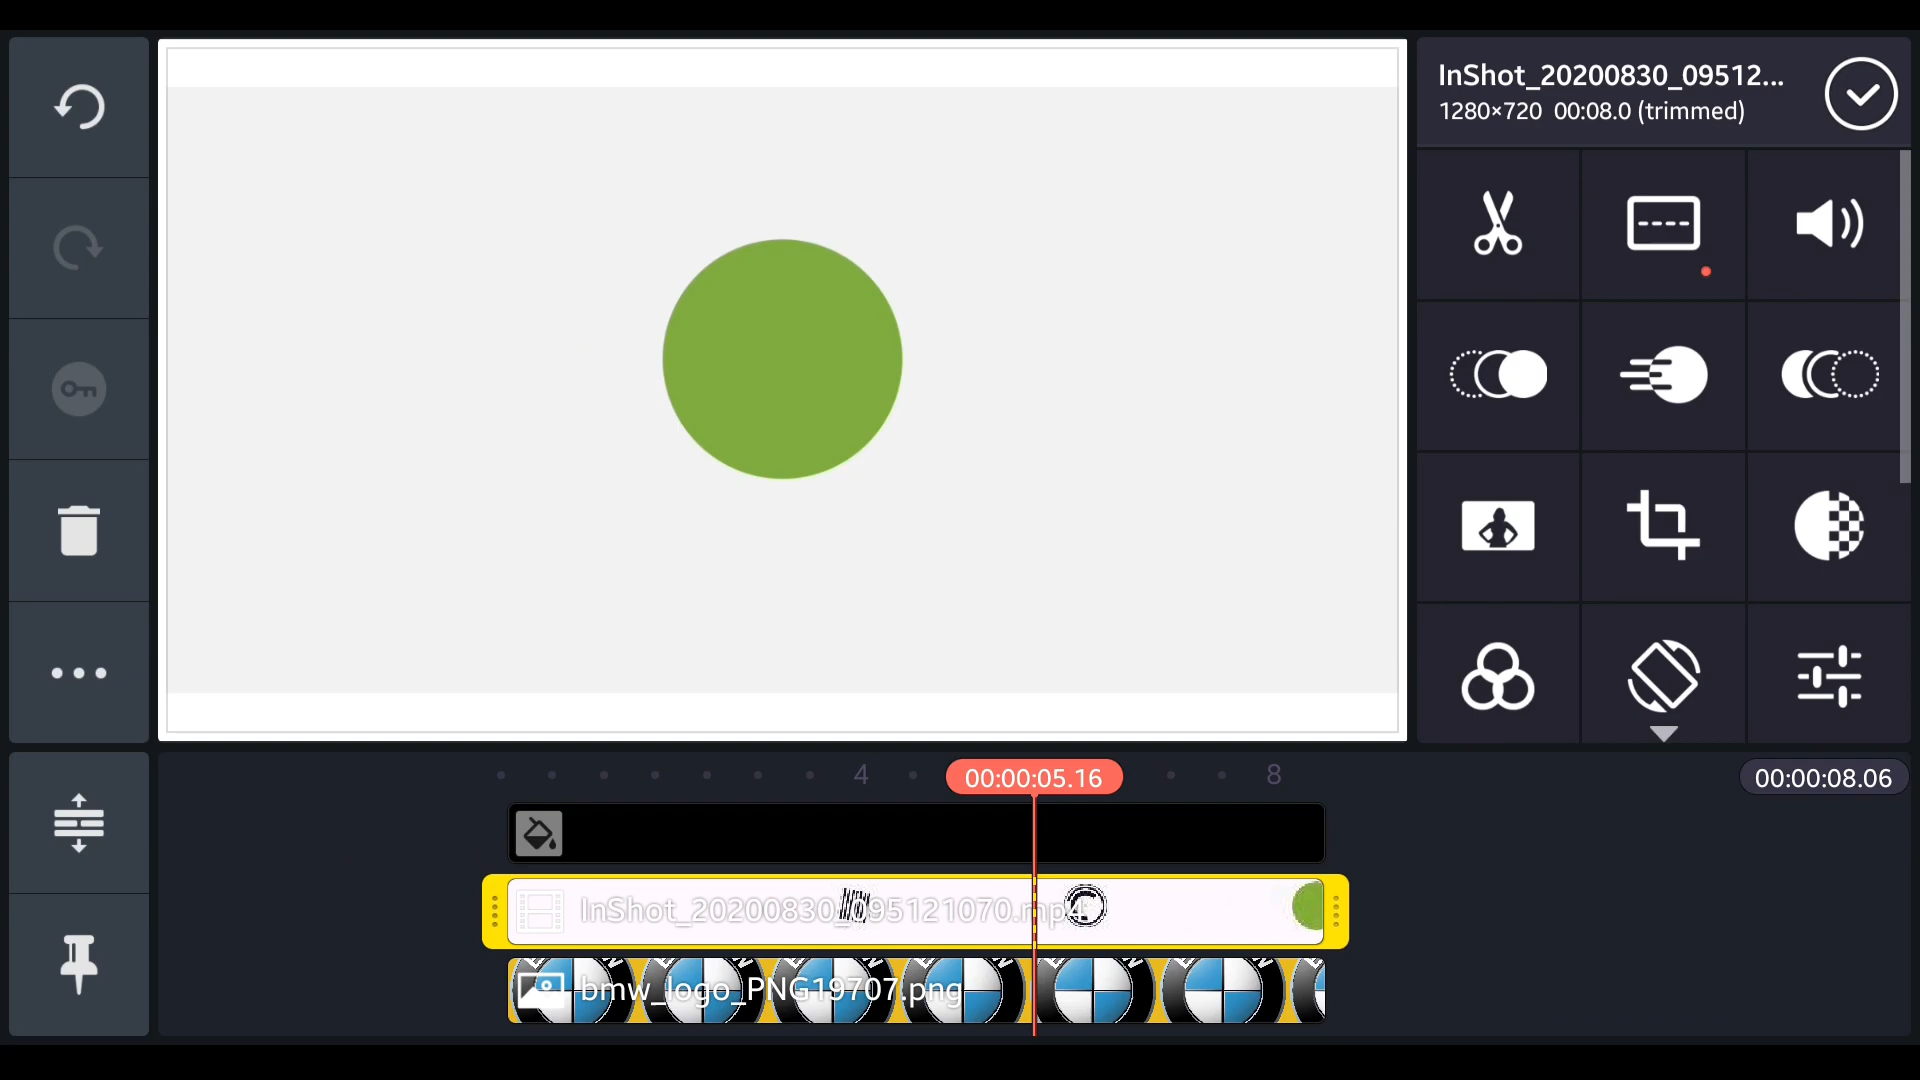 InShot_20200830_09512...
1280×720 00:08.0 (trimmed)
4
00:00:05.16
8
00:00:08.06
InShot_20200830_095121070.mp4
bmw_logo_PNG19707.png